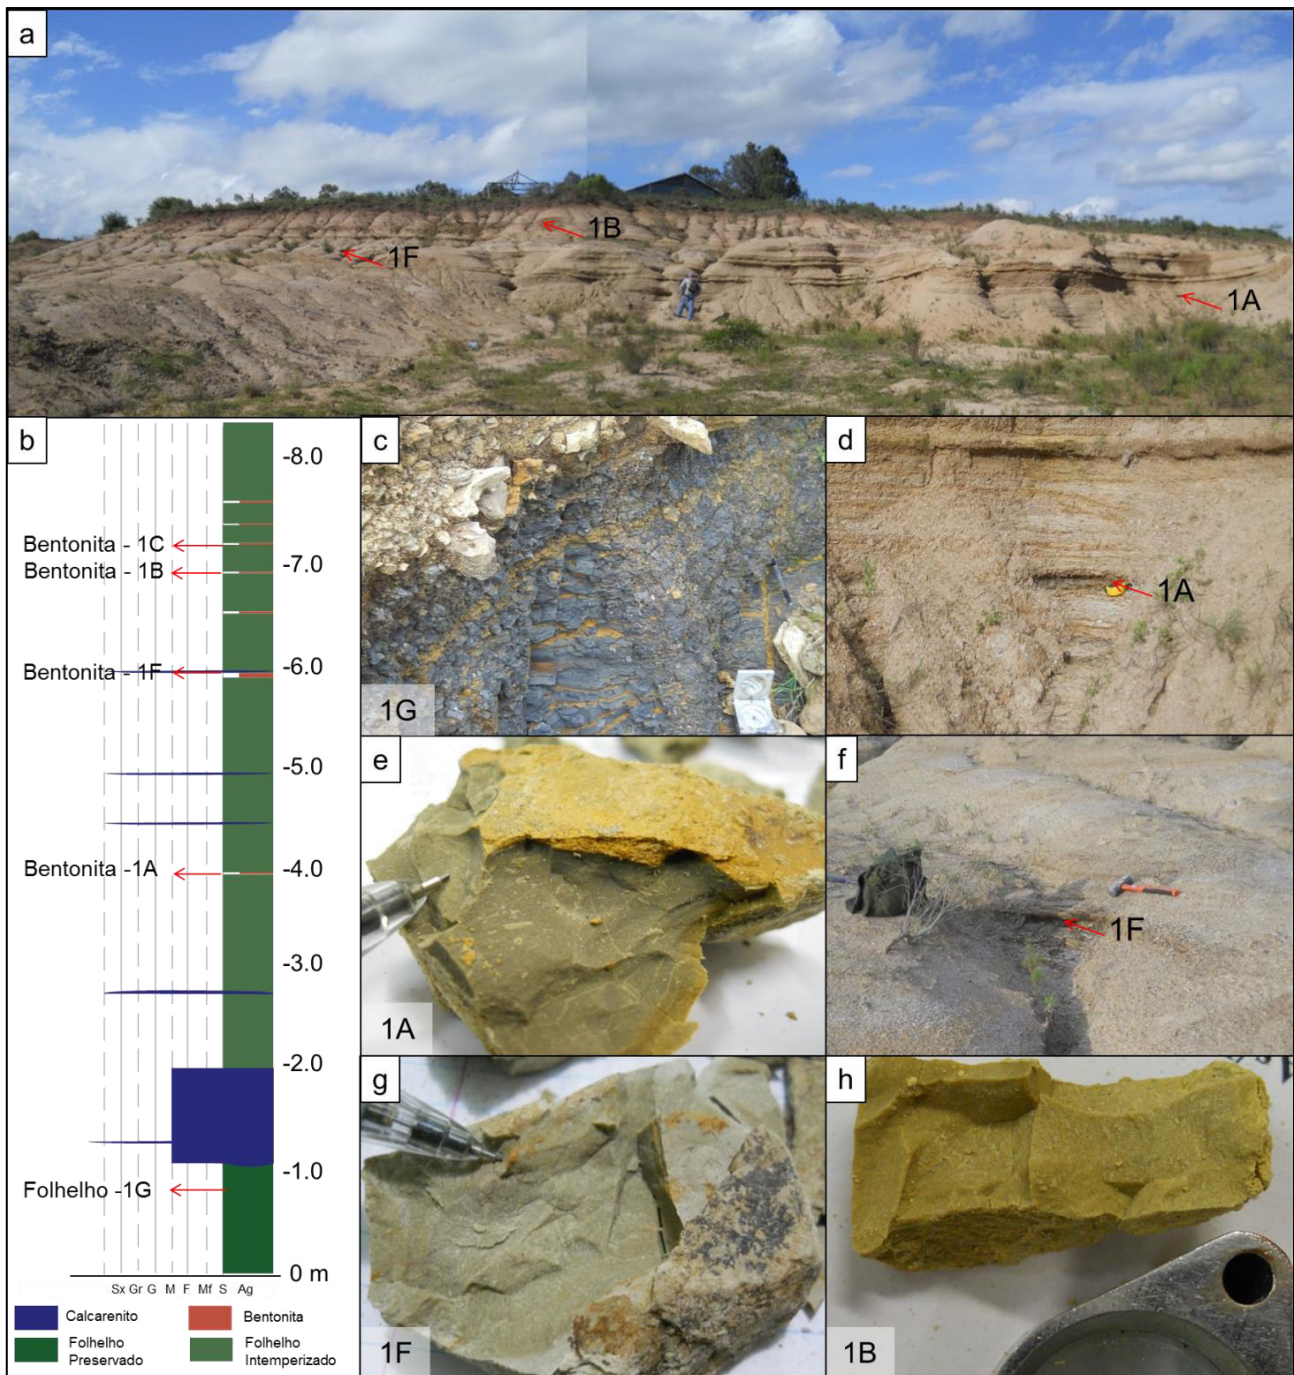 a
1B
1F
1A
b
-8.0
Bentonita - 1C
-7.0
Bentonita - 1B
-6.0
Bentonita - 1F
-5.0
Bentonita -1A
-4.0
-3.0
-2.0
-1.0
Folhelho -1G
0 m
Sx Gr G M F Mf S Ag
Calcarenito
Bentonita
Folhelho
Preservado
Folhelho
Intemperizado
c
1G
d
1A
e
1A
f
1F
g
1F
h
1B